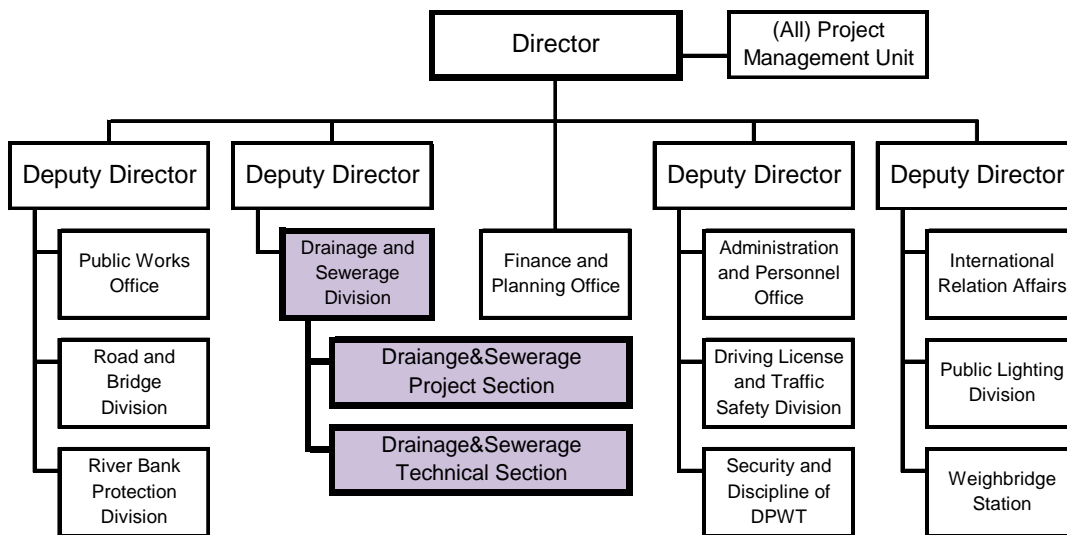 Director
(All) Project
Management Unit
Deputy Director
Deputy Director
Deputy Director
Deputy Director
Public Works
Office
Road and
Bridge
Division
River Bank
Protection
Division
Drainage and
Sewerage
Division
Draiange&Sewerage
Project Section
Drainage&Sewerage
Technical Section
Finance and
Planning Office
Administration
and Personnel
Office
Driving License
and Traffic
Safety Division
Security and
Discipline of
DPWT
International
Relation Affairs
Public Lighting
Division
Weighbridge
Station